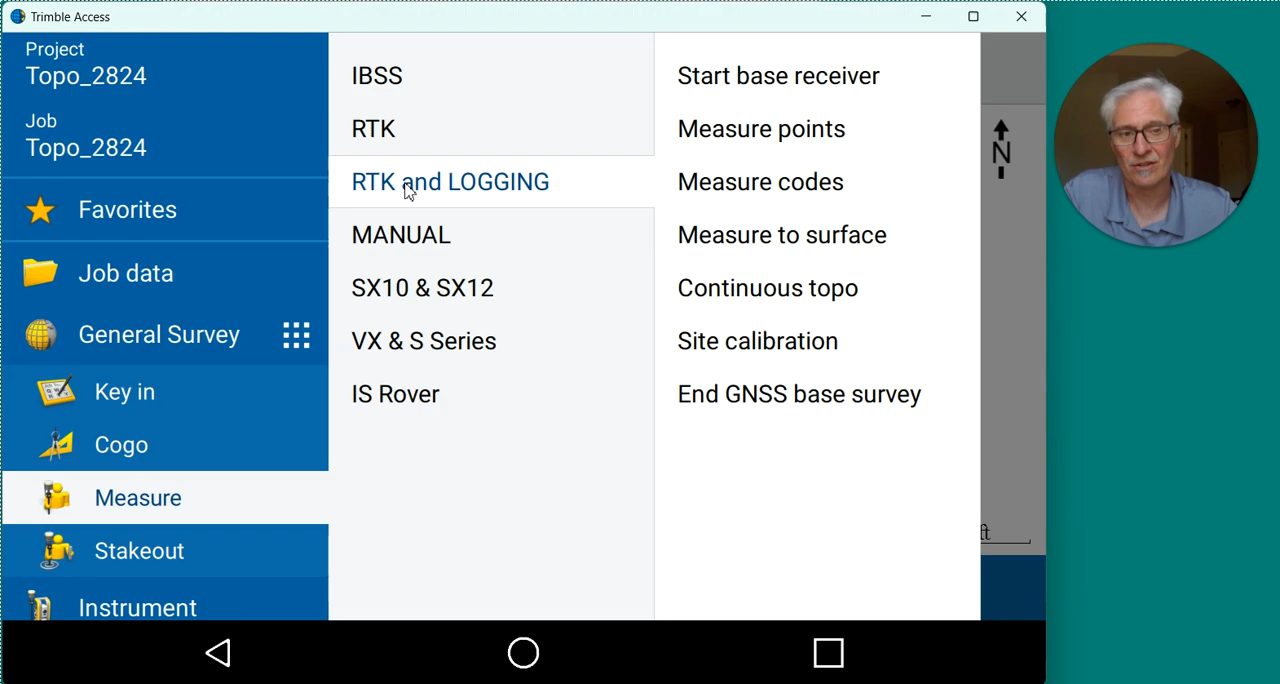 Trimble Access
Project
Topo_2824
Job
Topo_2824
Favorites
Job data
General Survey
Key in
Cogo
Measure
Stakeout
Instrument
IBSS
RTK
RTK and LOGGING
MANUAL
SX10 & SX12
VX & S Series
IS Rover
Start base receiver
Measure points
Measure codes
Measure to surface
Continuous topo
Site calibration
End GNSS base survey
N
ft